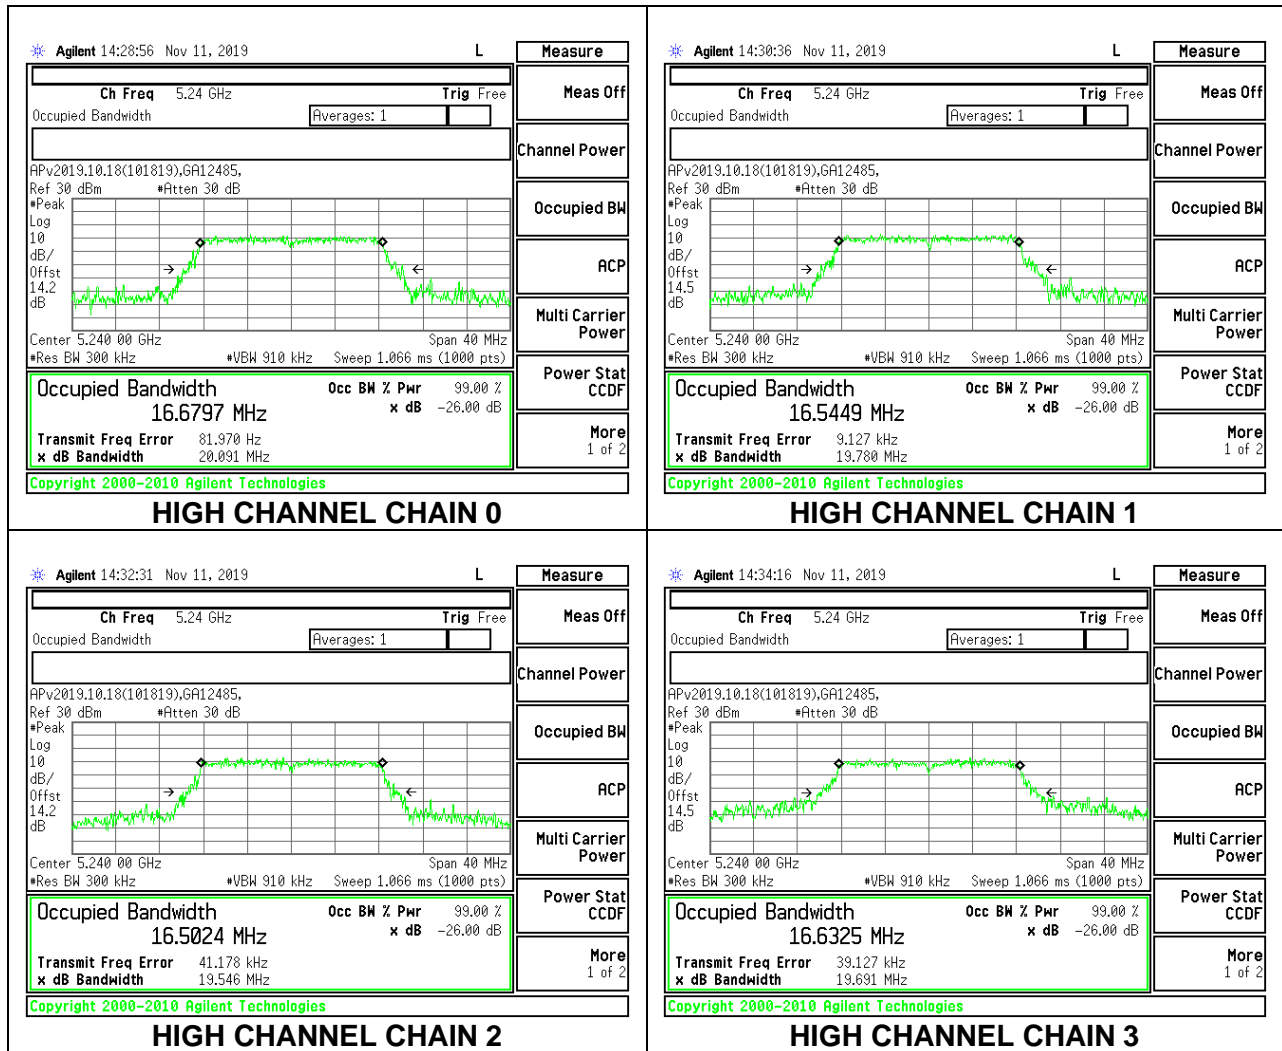 Agilent 14:28:56 Nov 11, 2019 L Measure
Ch Freq 5.24 GHz Trig Free
Occupied Bandwidth Averages: 1
Meas Off
Channel Power
Occupied BW
ACP
Multi Carrier
Power
Power Stat
CCDF
More
1 of 2
APv2019.10.18(101819),GA12485,
Ref 30 dBm #Atten 30 dB
#Peak
Log
10
dB/
Offst
14.2
dB
Center 5.240 00 GHz Span 40 MHz
#Res BW 300 kHz #VBW 910 kHz Sweep 1.066 ms (1000 pts)
Occupied Bandwidth Occ BW % Pwr 99.00 %
16.6797 MHz x dB -26.00 dB
Transmit Freq Error 81.970 Hz
x dB Bandwidth 20.091 MHz
Copyright 2000-2010 Agilent Technologies
HIGH CHANNEL CHAIN 0
Agilent 14:30:36 Nov 11, 2019 L Measure
Ch Freq 5.24 GHz Trig Free
Occupied Bandwidth Averages: 1
Meas Off
Channel Power
Occupied BW
ACP
Multi Carrier
Power
Power Stat
CCDF
More
1 of 2
APv2019.10.18(101819),GA12485,
Ref 30 dBm #Atten 30 dB
#Peak
Log
10
dB/
Offst
14.5
dB
Center 5.240 00 GHz Span 40 MHz
#Res BW 300 kHz #VBW 910 kHz Sweep 1.066 ms (1000 pts)
Occupied Bandwidth Occ BW % Pwr 99.00 %
16.5449 MHz x dB -26.00 dB
Transmit Freq Error 9.127 kHz
x dB Bandwidth 19.780 MHz
Copyright 2000-2010 Agilent Technologies
HIGH CHANNEL CHAIN 1
Agilent 14:32:31 Nov 11, 2019 L Measure
Ch Freq 5.24 GHz Trig Free
Occupied Bandwidth Averages: 1
Meas Off
Channel Power
Occupied BW
ACP
Multi Carrier
Power
Power Stat
CCDF
More
1 of 2
APv2019.10.18(101819),GA12485,
Ref 30 dBm #Atten 30 dB
#Peak
Log
10
dB/
Offst
14.2
dB
Center 5.240 00 GHz Span 40 MHz
#Res BW 300 kHz #VBW 910 kHz Sweep 1.066 ms (1000 pts)
Occupied Bandwidth Occ BW % Pwr 99.00 %
16.5024 MHz x dB -26.00 dB
Transmit Freq Error 41.178 kHz
x dB Bandwidth 19.546 MHz
Copyright 2000-2010 Agilent Technologies
HIGH CHANNEL CHAIN 2
Agilent 14:34:16 Nov 11, 2019 L Measure
Ch Freq 5.24 GHz Trig Free
Occupied Bandwidth Averages: 1
Meas Off
Channel Power
Occupied BW
ACP
Multi Carrier
Power
Power Stat
CCDF
More
1 of 2
APv2019.10.18(101819),GA12485,
Ref 30 dBm #Atten 30 dB
#Peak
Log
10
dB/
Offst
14.5
dB
Center 5.240 00 GHz Span 40 MHz
#Res BW 300 kHz #VBW 910 kHz Sweep 1.066 ms (1000 pts)
Occupied Bandwidth Occ BW % Pwr 99.00 %
16.6325 MHz x dB -26.00 dB
Transmit Freq Error 39.127 kHz
x dB Bandwidth 19.691 MHz
Copyright 2000-2010 Agilent Technologies
HIGH CHANNEL CHAIN 3